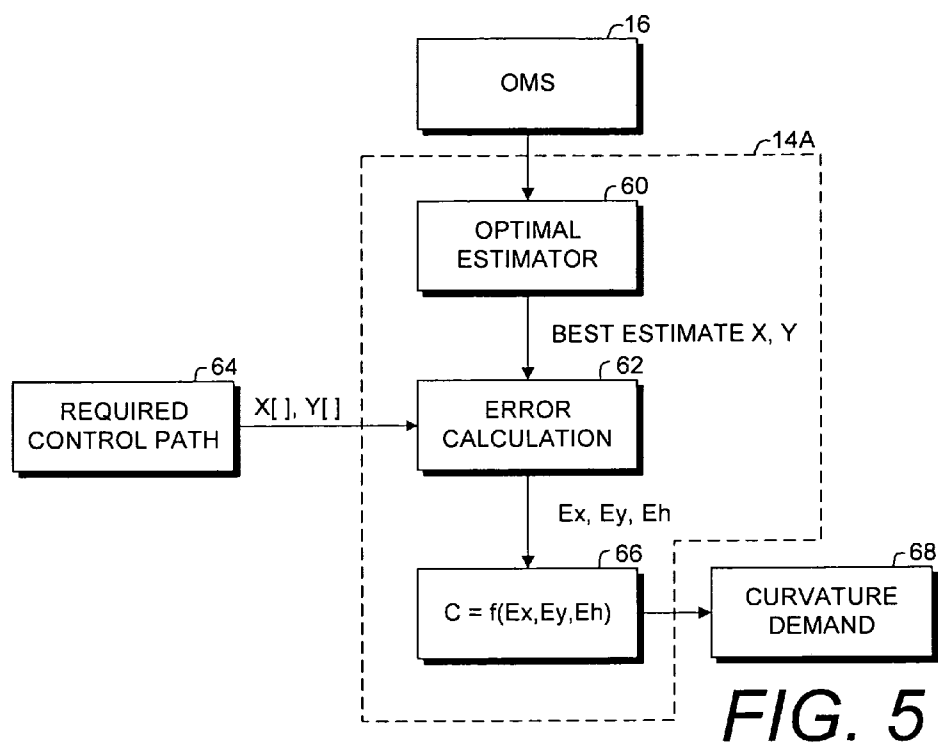 16
OMS
14A
60
OPTIMAL
ESTIMATOR
BEST ESTIMATE X, Y
64
REQUIRED
CONTROL PATH
X[ ], Y[ ]
62
ERROR
CALCULATION
Ex, Ey, Eh
66
C = f(Ex,Ey,Eh)
68
CURVATURE
DEMAND
FIG. 5